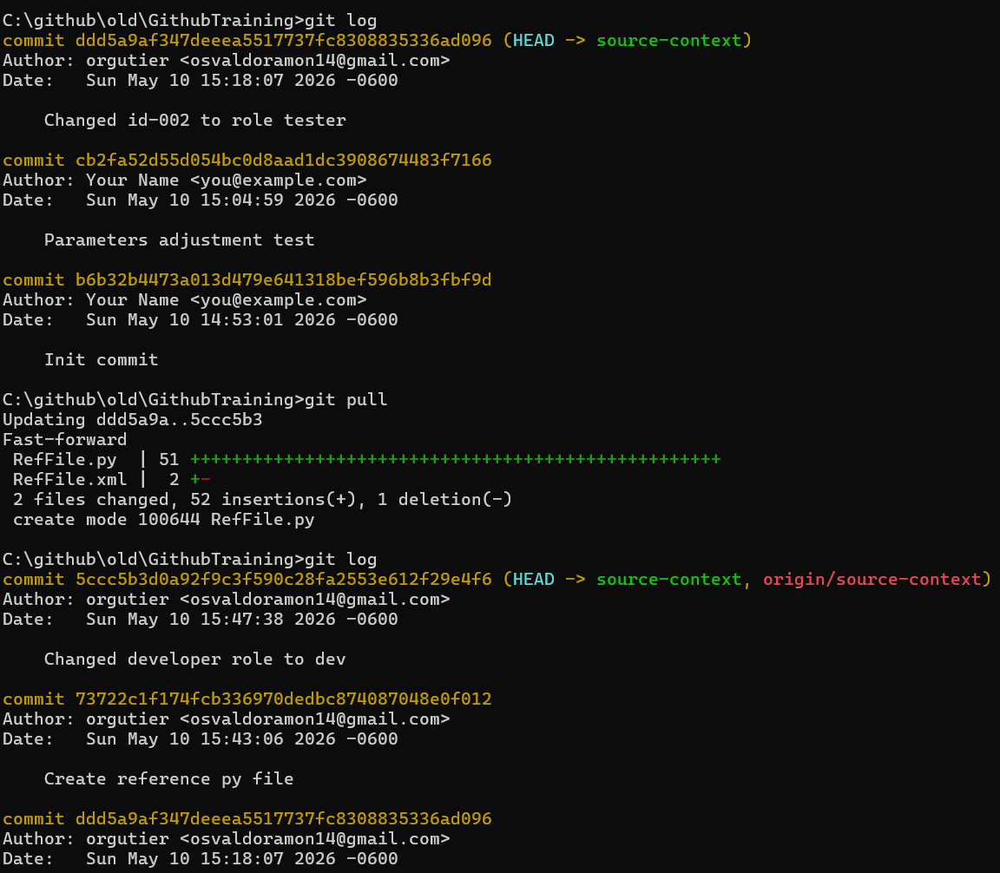 C:\github\old\GithubTraining>git log
commit ddd5a9af347deeea5517737fc8308835336ad096 (HEAD -> source-context)
Author: orgutier <osvaldoramon14@gmail.com>
Date:   Sun May 10 15:18:07 2026 -0600

    Changed id-002 to role tester

commit cb2fa52d55d054bc0d8aad1dc3908674483f7166
Author: Your Name <you@example.com>
Date:   Sun May 10 15:04:59 2026 -0600

    Parameters adjustment test

commit b6b32b4473a013d479e641318bef596b8b3fbf9d
Author: Your Name <you@example.com>
Date:   Sun May 10 14:53:01 2026 -0600

    Init commit

C:\github\old\GithubTraining>git pull
Updating ddd5a9a..5ccc5b3
Fast-forward
 RefFile.py  | 51 +++++++++++++++++++++++++++++++++++++++++++++++++++
 RefFile.xml |  2 +-
 2 files changed, 52 insertions(+), 1 deletion(-)
 create mode 100644 RefFile.py

C:\github\old\GithubTraining>git log
commit 5ccc5b3d0a92f9c3f590c28fa2553e612f29e4f6 (HEAD -> source-context, origin/source-context)
Author: orgutier <osvaldoramon14@gmail.com>
Date:   Sun May 10 15:47:38 2026 -0600

    Changed developer role to dev

commit 73722c1f174fcb336970dedbc874087048e0f012
Author: orgutier <osvaldoramon14@gmail.com>
Date:   Sun May 10 15:43:06 2026 -0600

    Create reference py file

commit ddd5a9af347deeea5517737fc8308835336ad096
Author: orgutier <osvaldoramon14@gmail.com>
Date:   Sun May 10 15:18:07 2026 -0600